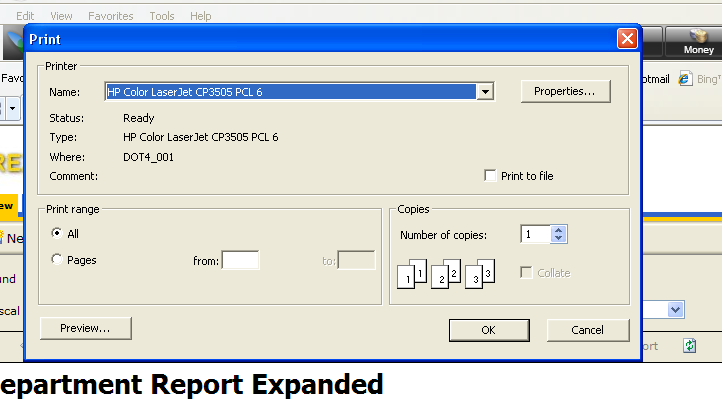 Edit View Favorites Tools Help
Print
Money
Favo
otmail Bing™
Printer
Name: HP Color LaserJet CP3505 PCL 6 Properties...
Status: Ready
Type: HP Color LaserJet CP3505 PCL 6
Where: DOT4_001
Comment: Print to file
RE
ew
Ne
und
scal
Print range
All
Pages from: to:
Copies
Number of copies: 1
1 1 2 2 3 3 Collate
Preview... OK Cancel
ort
epartment Report Expanded